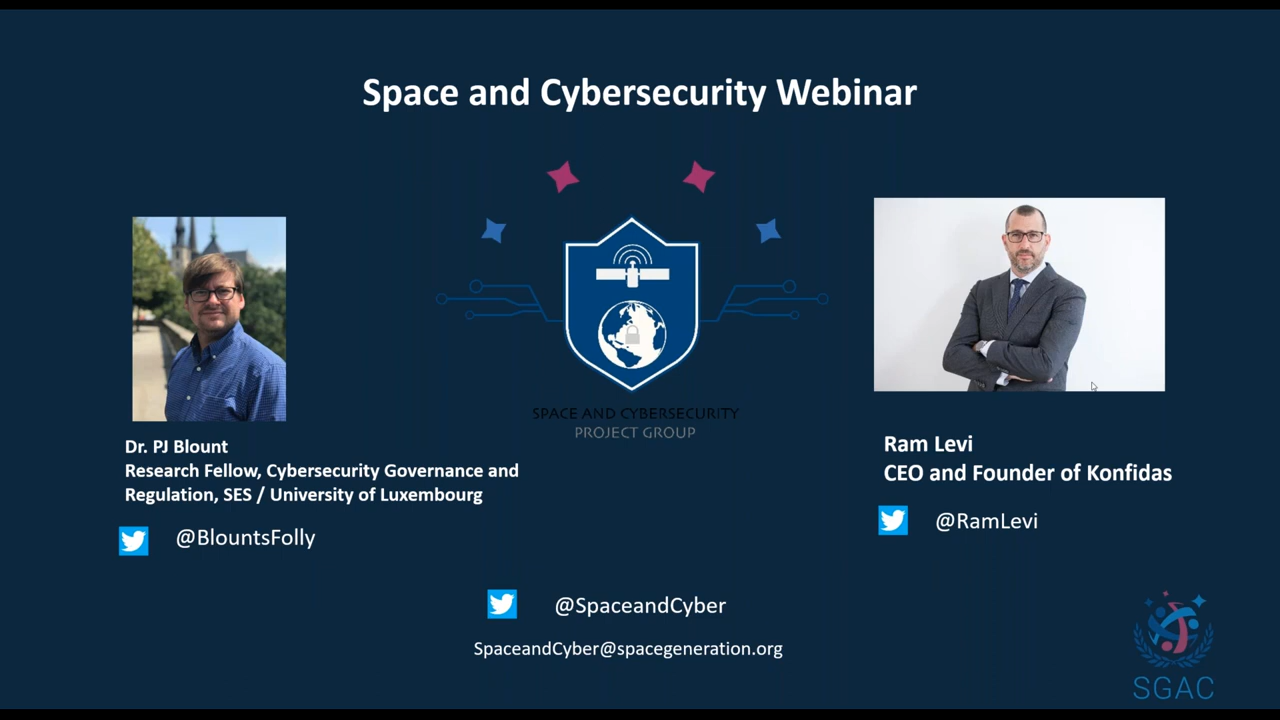 Space and Cybersecurity Webinar
SPACE AND CYBERSECURITY
PROJECT GROUP
Dr. PJ Blount
Research Fellow, Cybersecurity Governance and
Regulation, SES / University of Luxembourg
@BlountsFolly
Ram Levi
CEO and Founder of Konfidas
@RamLevi
@SpaceandCyber
SpaceandCyber@spacegeneration.org
SGAC